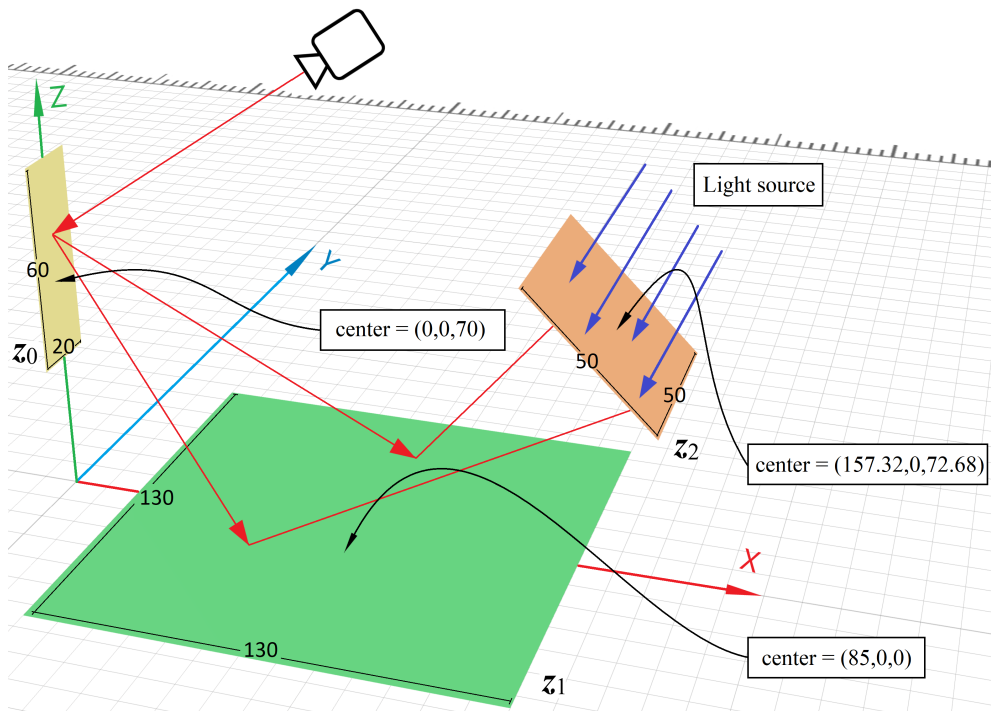 Z
Light source
Y
60
center = (0,0,70)
z0
20
50
50
z2
center = (157.32,0,72.68)
130
X
130
center = (85,0,0)
z1